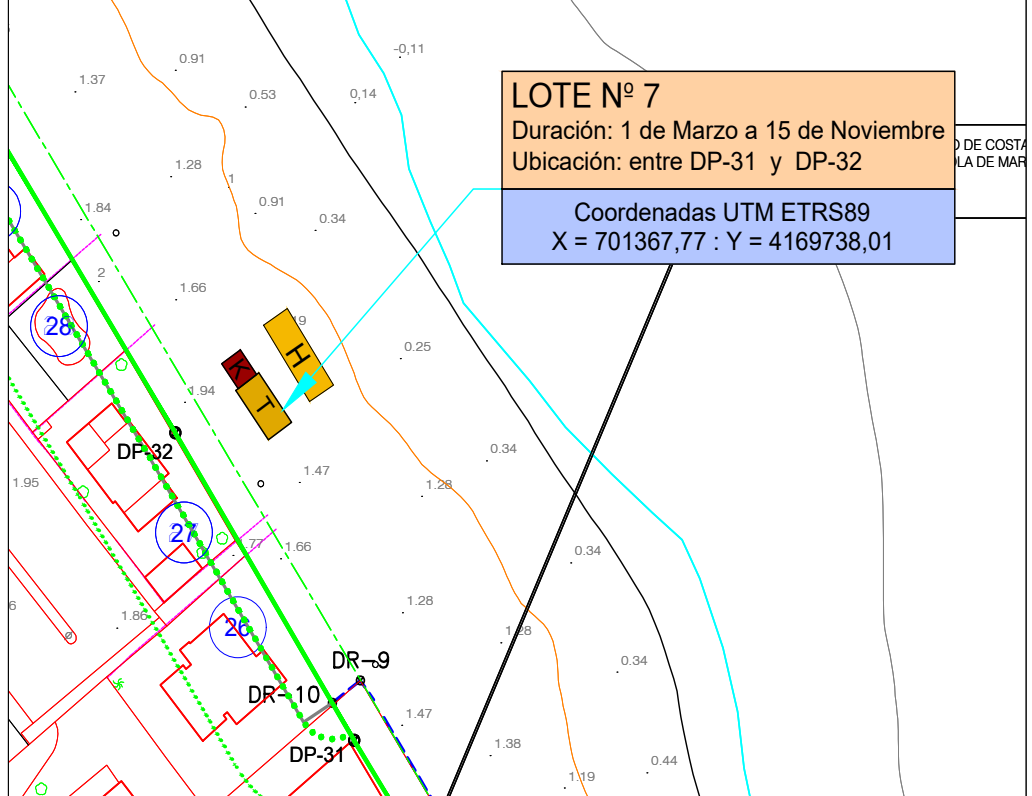 -0,11
0.91
1.37
0.53
0,14
LOTE Nº 7
Duración: 1 de Marzo a 15 de Noviembre
Ubicación: entre DP-31 y DP-32
D DE COSTA
OLA DE MAR
Coordenadas UTM ETRS89
X = 701367,77 : Y = 4169738,01
1.28
1
0.91
1.84
0.34
2
1.66
28
19
H
K
T
0.25
1.94
DP-32
0.34
1.47
1.95
1.28
27
.77
1.66
0.34
1.28
1.86
26
1.28
DR-9
0.34
DR-10
1.47
DP-31
1.38
0.44
1.19
6